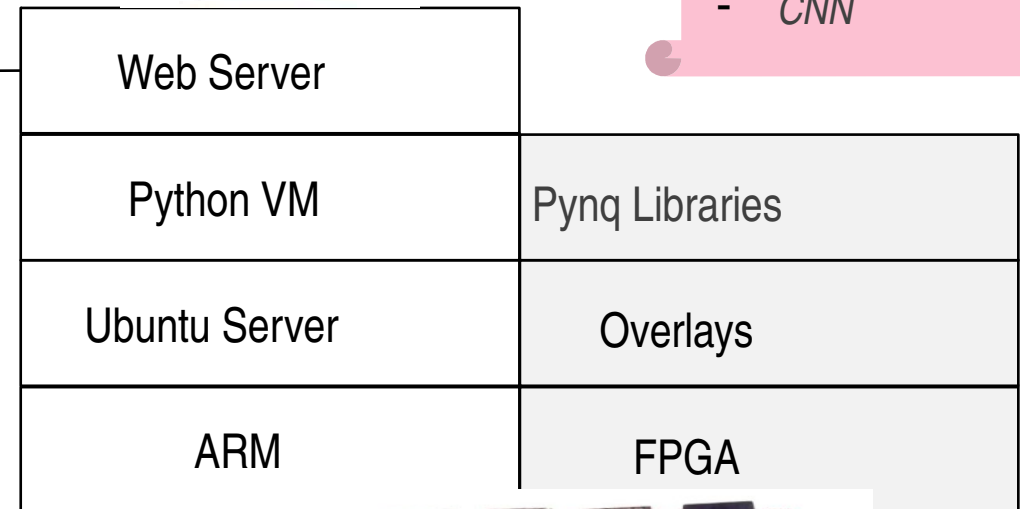 - CNN
Web Server
Python VM
Pynq Libraries
Ubuntu Server
Overlays
ARM
FPGA